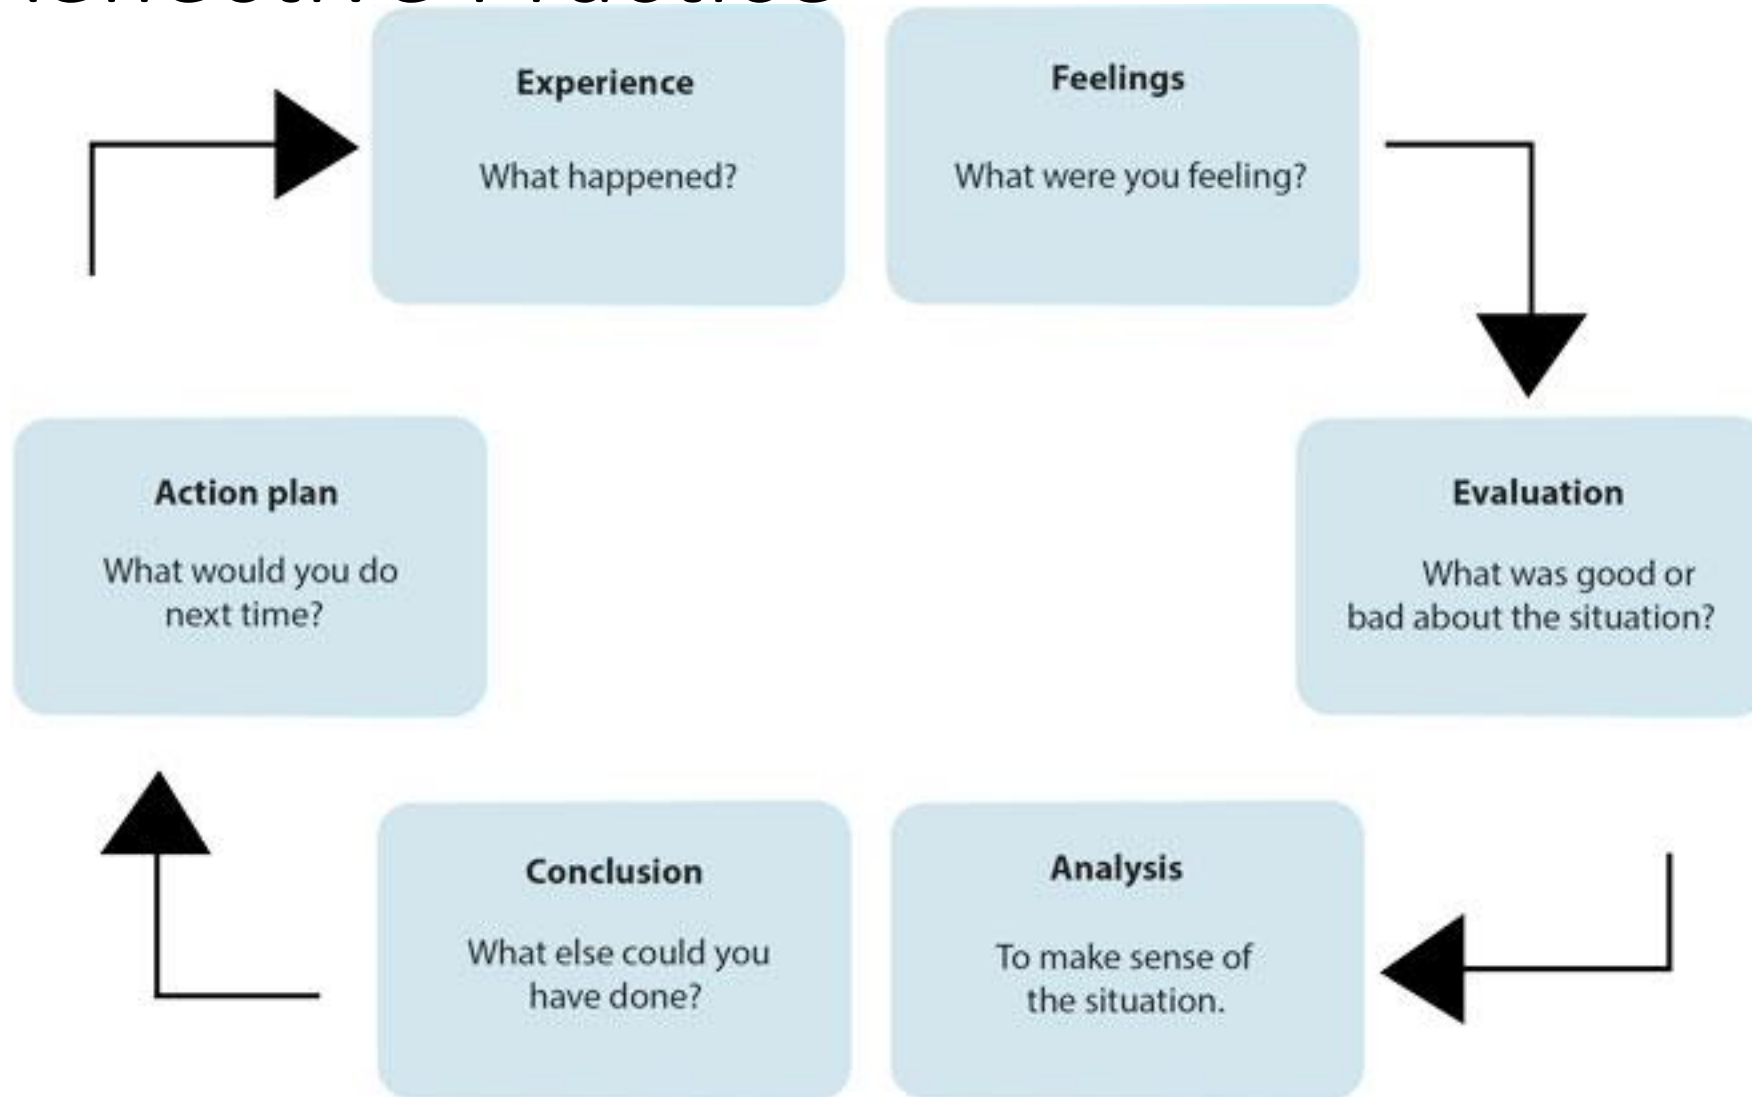 Experience
What happened?
Feelings
What were you feeling?
Evaluation
What was good or
bad about the situation?
Analysis
To make sense of
the situation.
Conclusion
What else could you
have done?
Action plan
What would you do
next time?